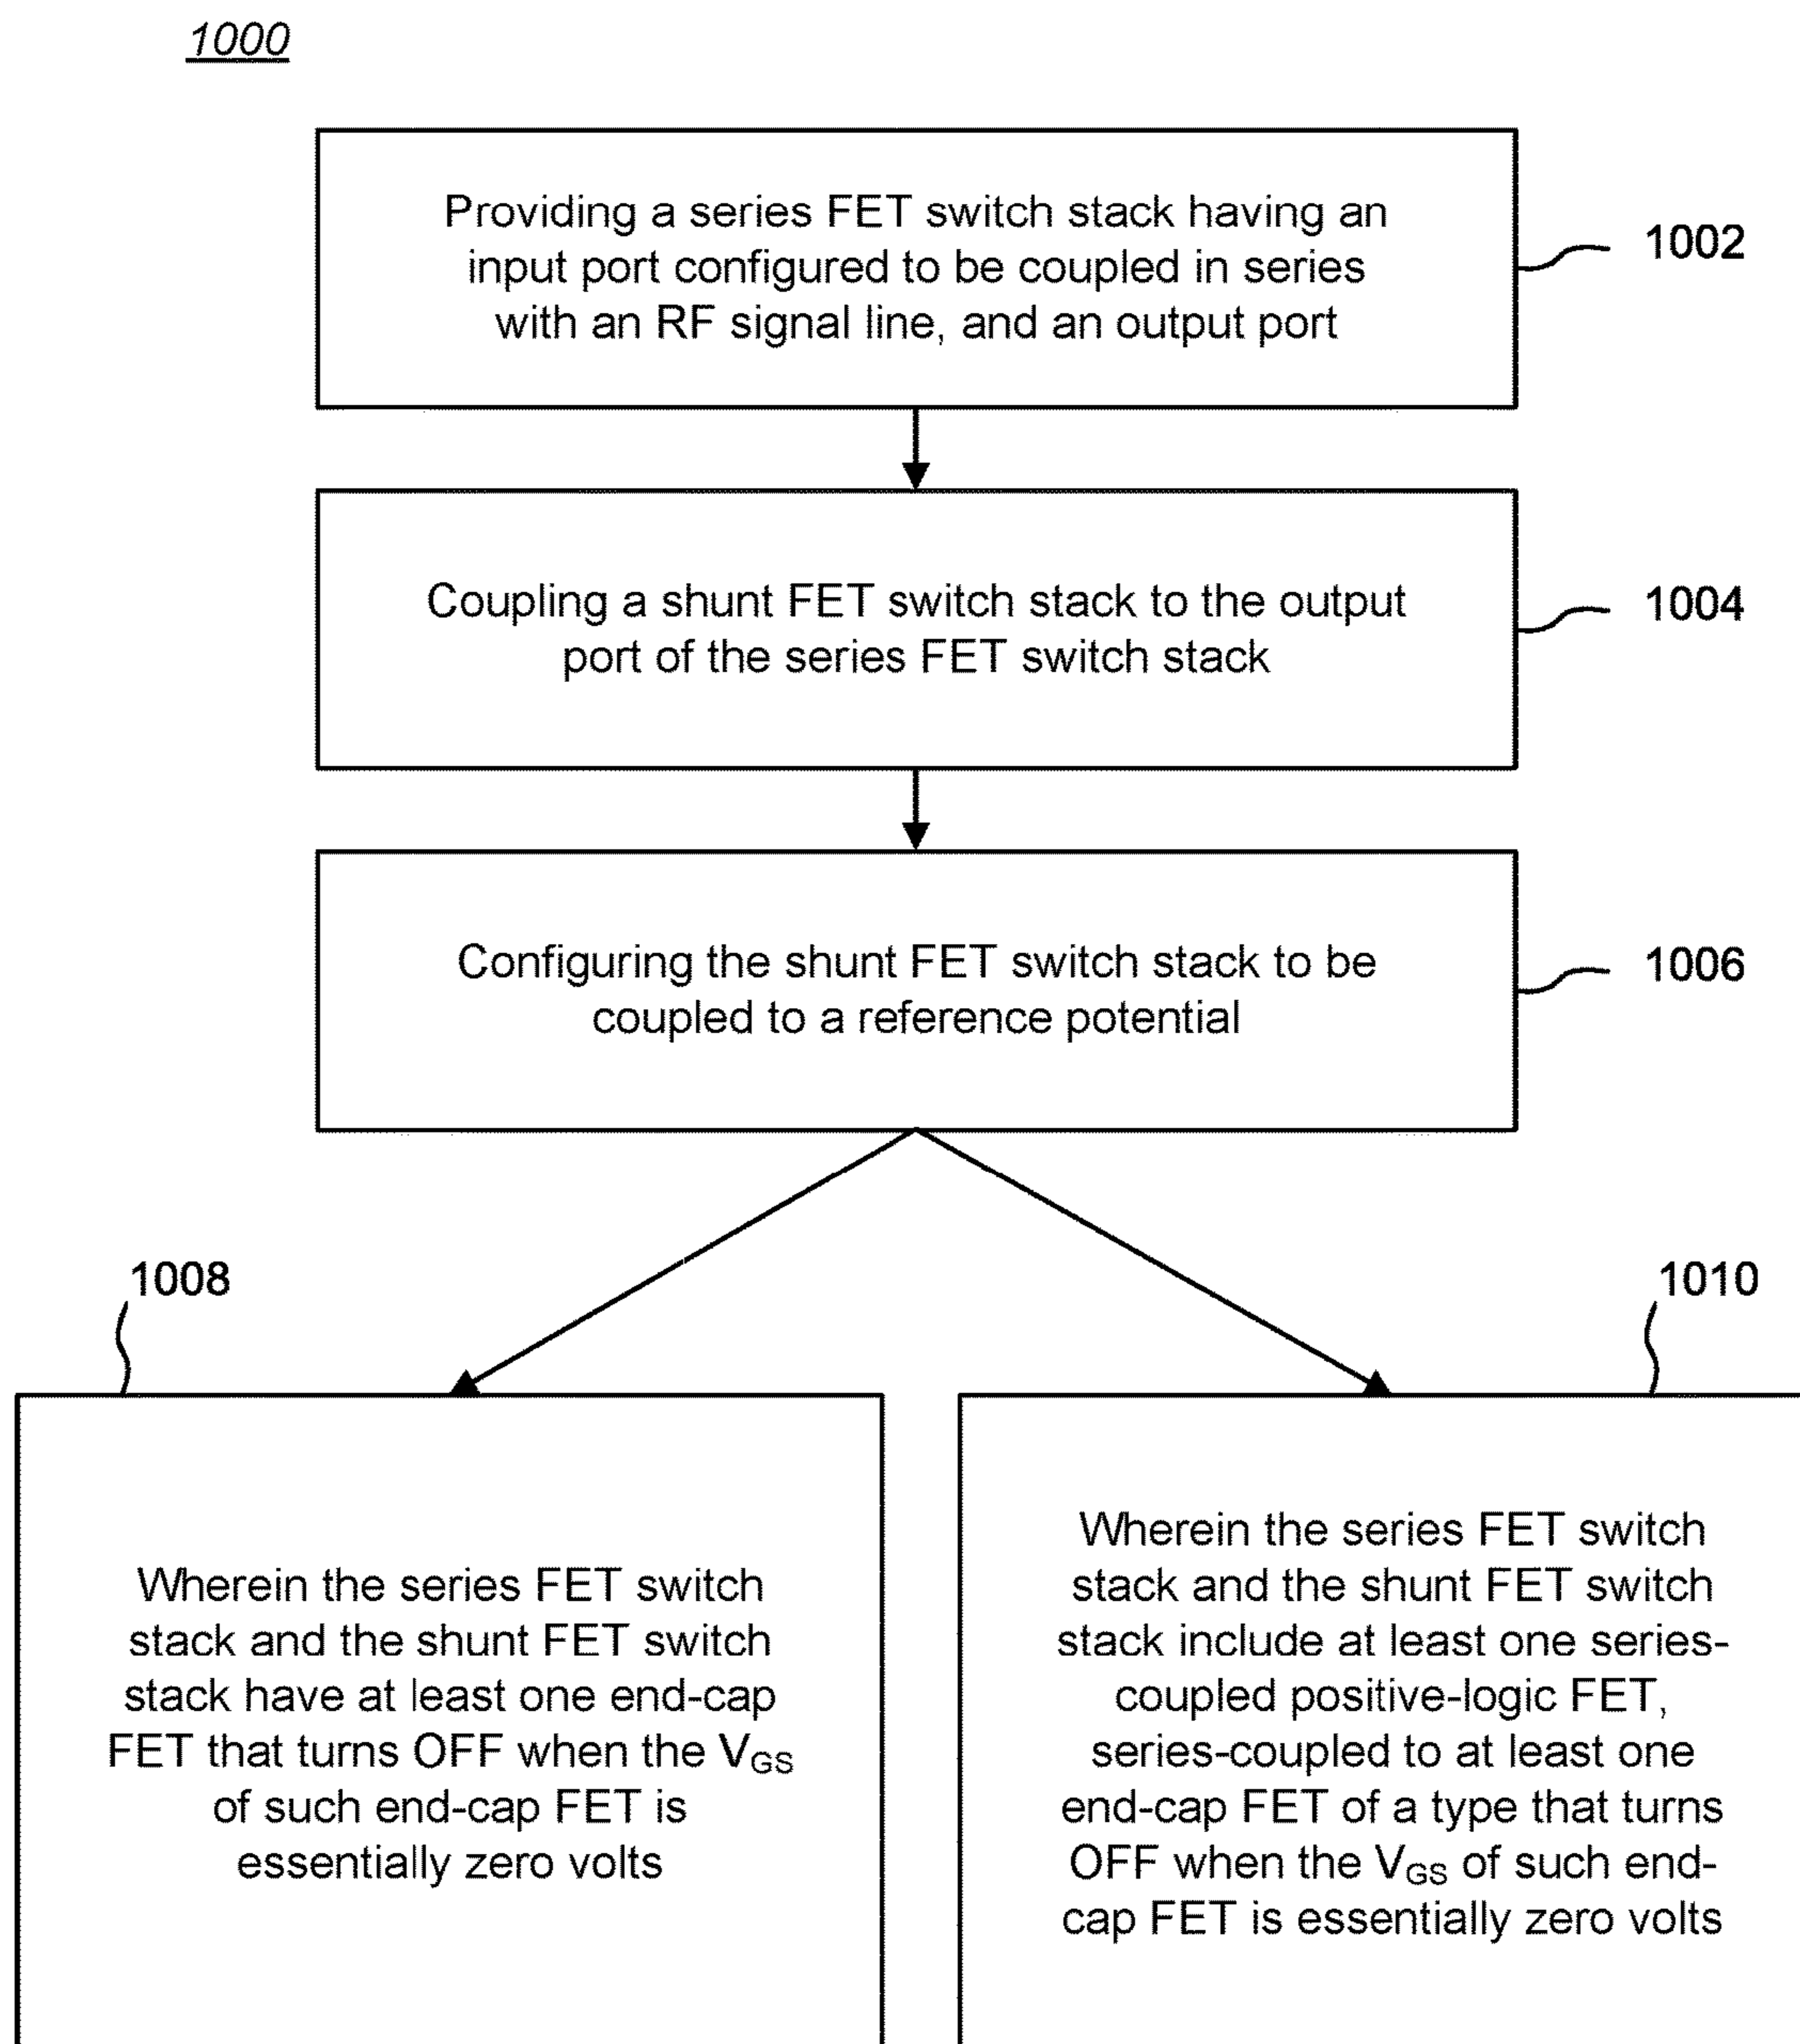 1000
Providing a series FET switch stack having an
input port configured to be coupled in series
with an RF signal line, and an output port
1002
Coupling a shunt FET switch stack to the output
port of the series FET switch stack
1004
Configuring the shunt FET switch stack to be
coupled to a reference potential
1006
1008
Wherein the series FET switch
stack and the shunt FET switch
stack have at least one end-cap
FET that turns OFF when the VGS
of such end-cap FET is
essentially zero volts
1010
Wherein the series FET switch
stack and the shunt FET switch
stack include at least one series-
coupled positive-logic FET,
series-coupled to at least one
end-cap FET of a type that turns
OFF when the VGS of such end-
cap FET is essentially zero volts